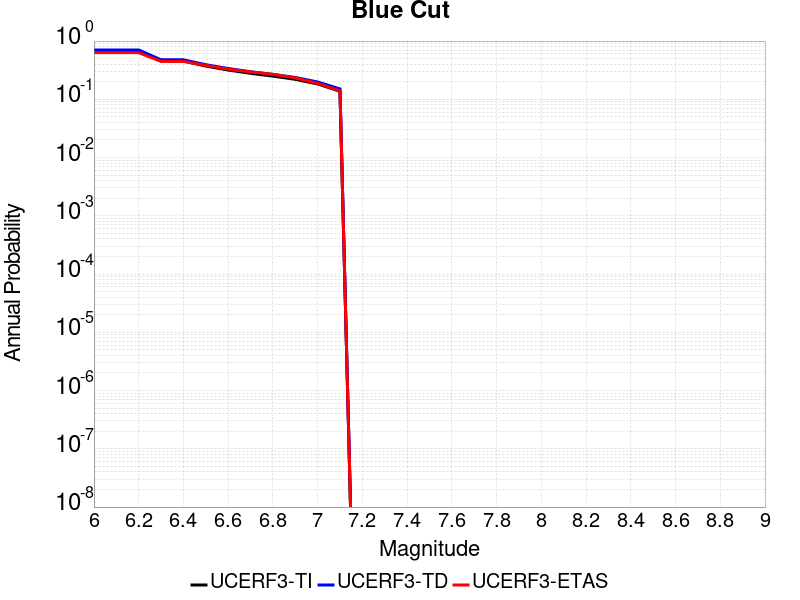 Blue Cut
10^0
10^-1
10^-2
10^-3
10^-4
10^-5
10^-6
10^-7
10^-8
Annual Probability
6 6.2 6.4 6.6 6.8 7 7.2 7.4 7.6 7.8 8 8.2 8.4 8.6 8.8 9
Magnitude
UCERF3-TI UCERF3-TD UCERF3-ETAS